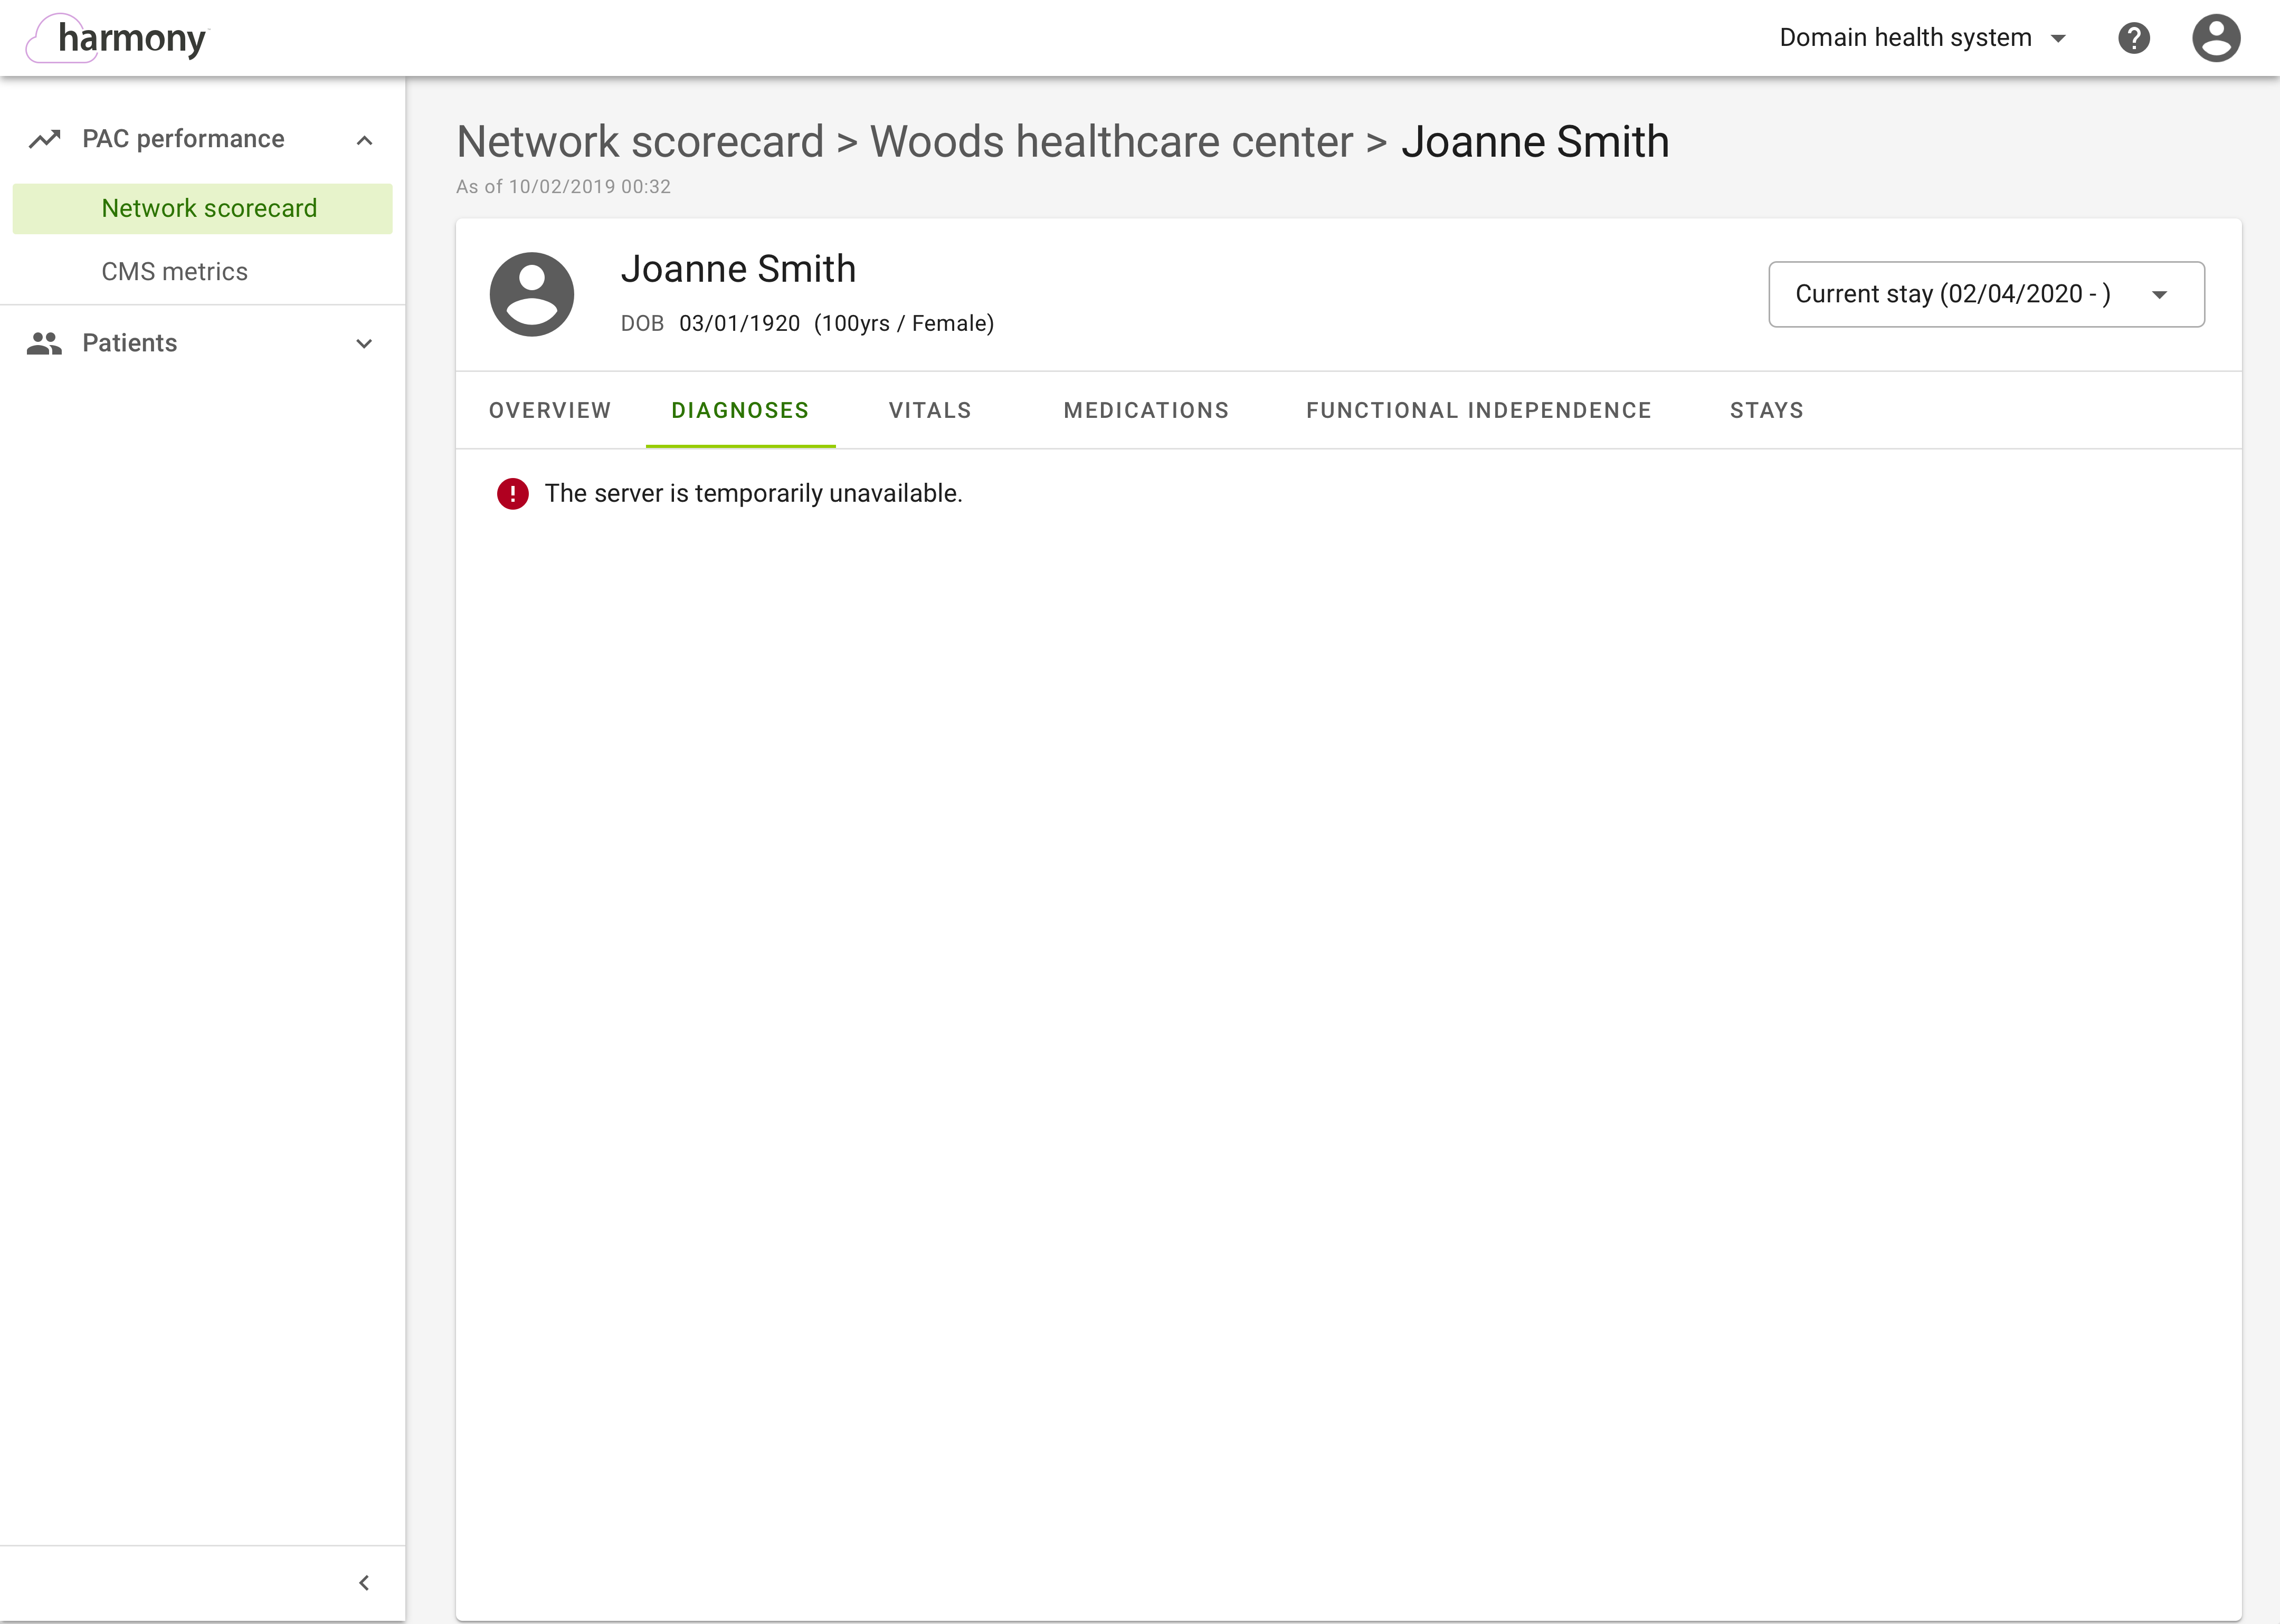 harmony
Domain health system
PAC performance
Network scorecard
CMS metrics
Patients
Network scorecard > Woods healthcare center > Joanne Smith
As of 10/02/2019 00:32
Joanne Smith
DOB 03/01/1920 (100yrs / Female)
Current stay (02/04/2020 - )
OVERVIEW DIAGNOSES VITALS MEDICATIONS FUNCTIONAL INDEPENDENCE STAYS
The server is temporarily unavailable.